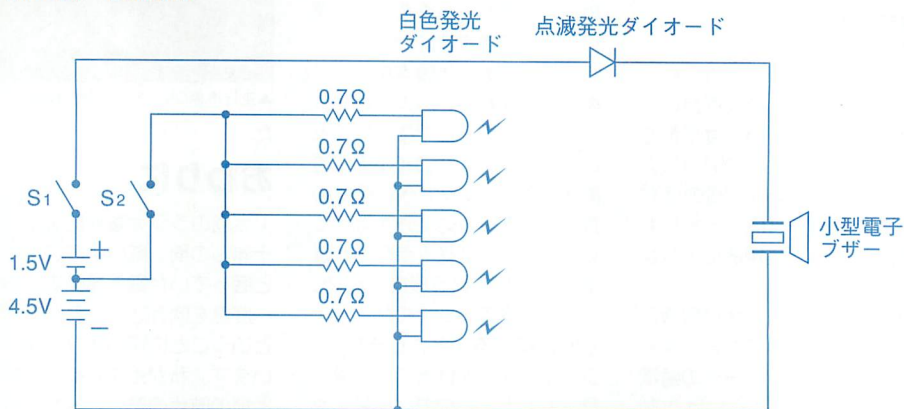 白色発光
ダイオード
点滅発光ダイオード
0.7Ω
0.7Ω
0.7Ω
0.7Ω
0.7Ω
S1
S2
+
1.5V
4.5V
−
小型電子
ブザー